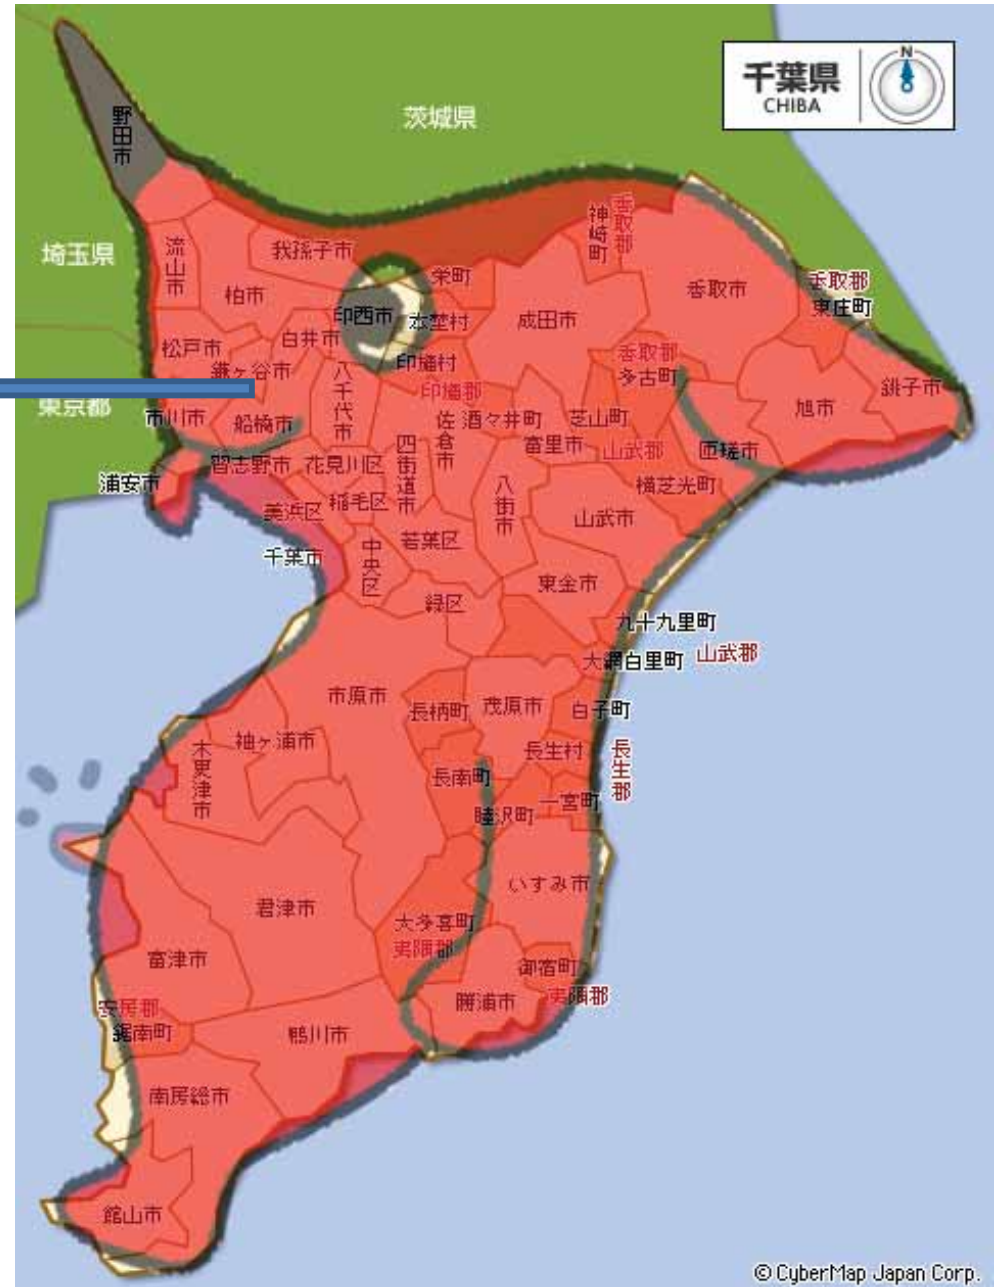 千葉県
CHIBA
N
茨城県
埼玉県
東京都
野田市
流山市
我孫子市
柏市
栄町
神崎町
香取郡
香取市
香取郡
東庄町
松戸市
白井市
印西市
本埜村
成田市
鎌ヶ谷市
印旛村
印旛郡
香取郡
多古町
銚子市
旭市
市川市
船橋市
八千代市
佐倉市
酒々井町
芝山町
富里市
山武郡
匝瑳市
浦安市
習志野市
花見川区
四街道市
八街市
横芝光町
美浜区
稲毛区
山武市
若葉区
千葉市
中央区
東金市
緑区
九十九里町
大網白里町
山武郡
市原市
長柄町
茂原市
白子町
袖ヶ浦市
木更津市
長南町
長生村
長生郡
一宮町
睦沢町
いすみ市
君津市
大多喜町
夷隅郡
富津市
御宿町
夷隅郡
勝浦市
安房郡
鋸南町
鴨川市
南房総市
館山市
© CyberMap Japan Corp.